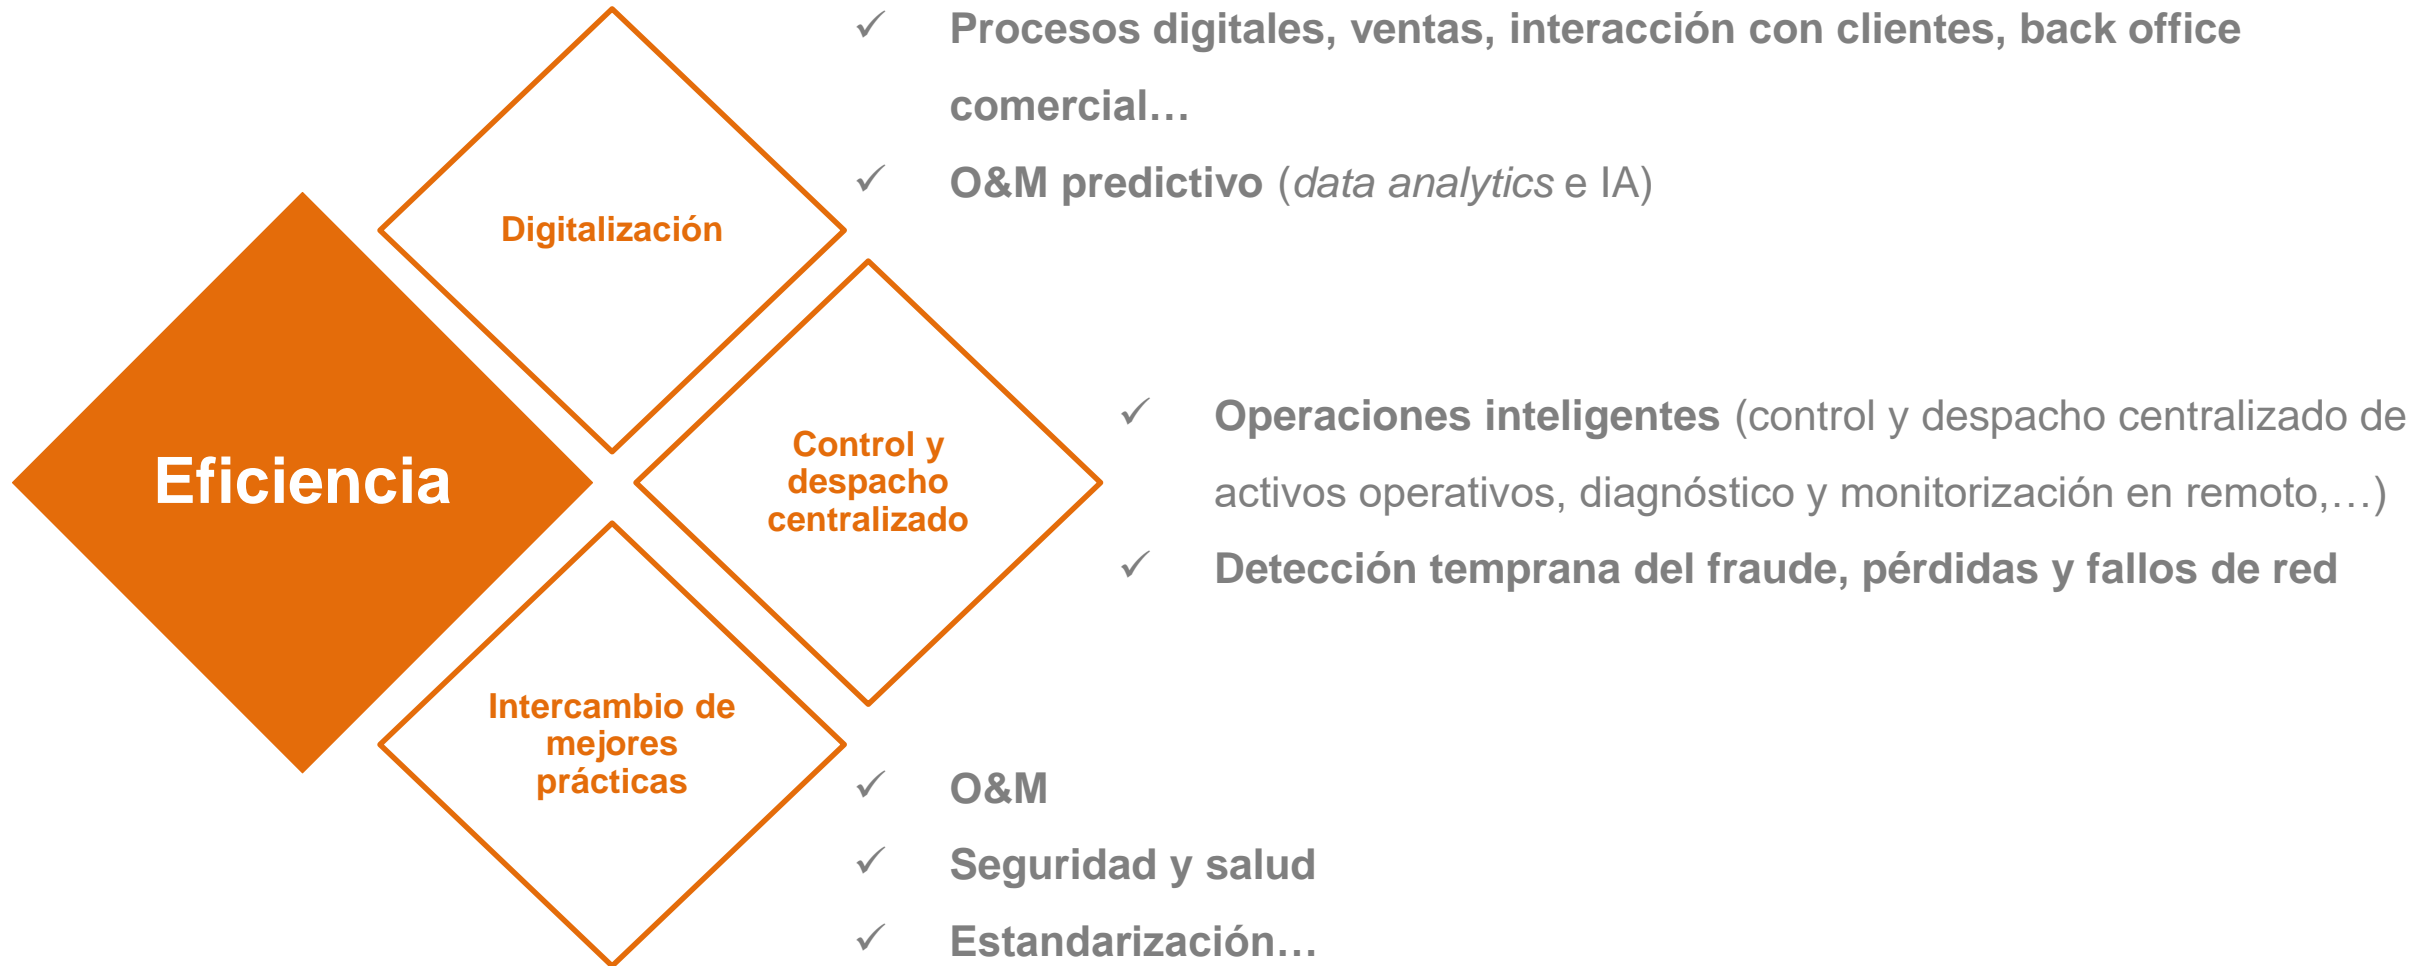 ✓ Procesos digitales, ventas, interacción con clientes, back office
comercial…
✓ O&M predictivo (data analytics e IA)
Digitalización
Eficiencia
Control y
despacho
centralizado
✓ Operaciones inteligentes (control y despacho centralizado de
activos operativos, diagnóstico y monitorización en remoto,…)
✓ Detección temprana del fraude, pérdidas y fallos de red
Intercambio de
mejores
prácticas
✓ O&M
✓ Seguridad y salud
✓ Estandarización…